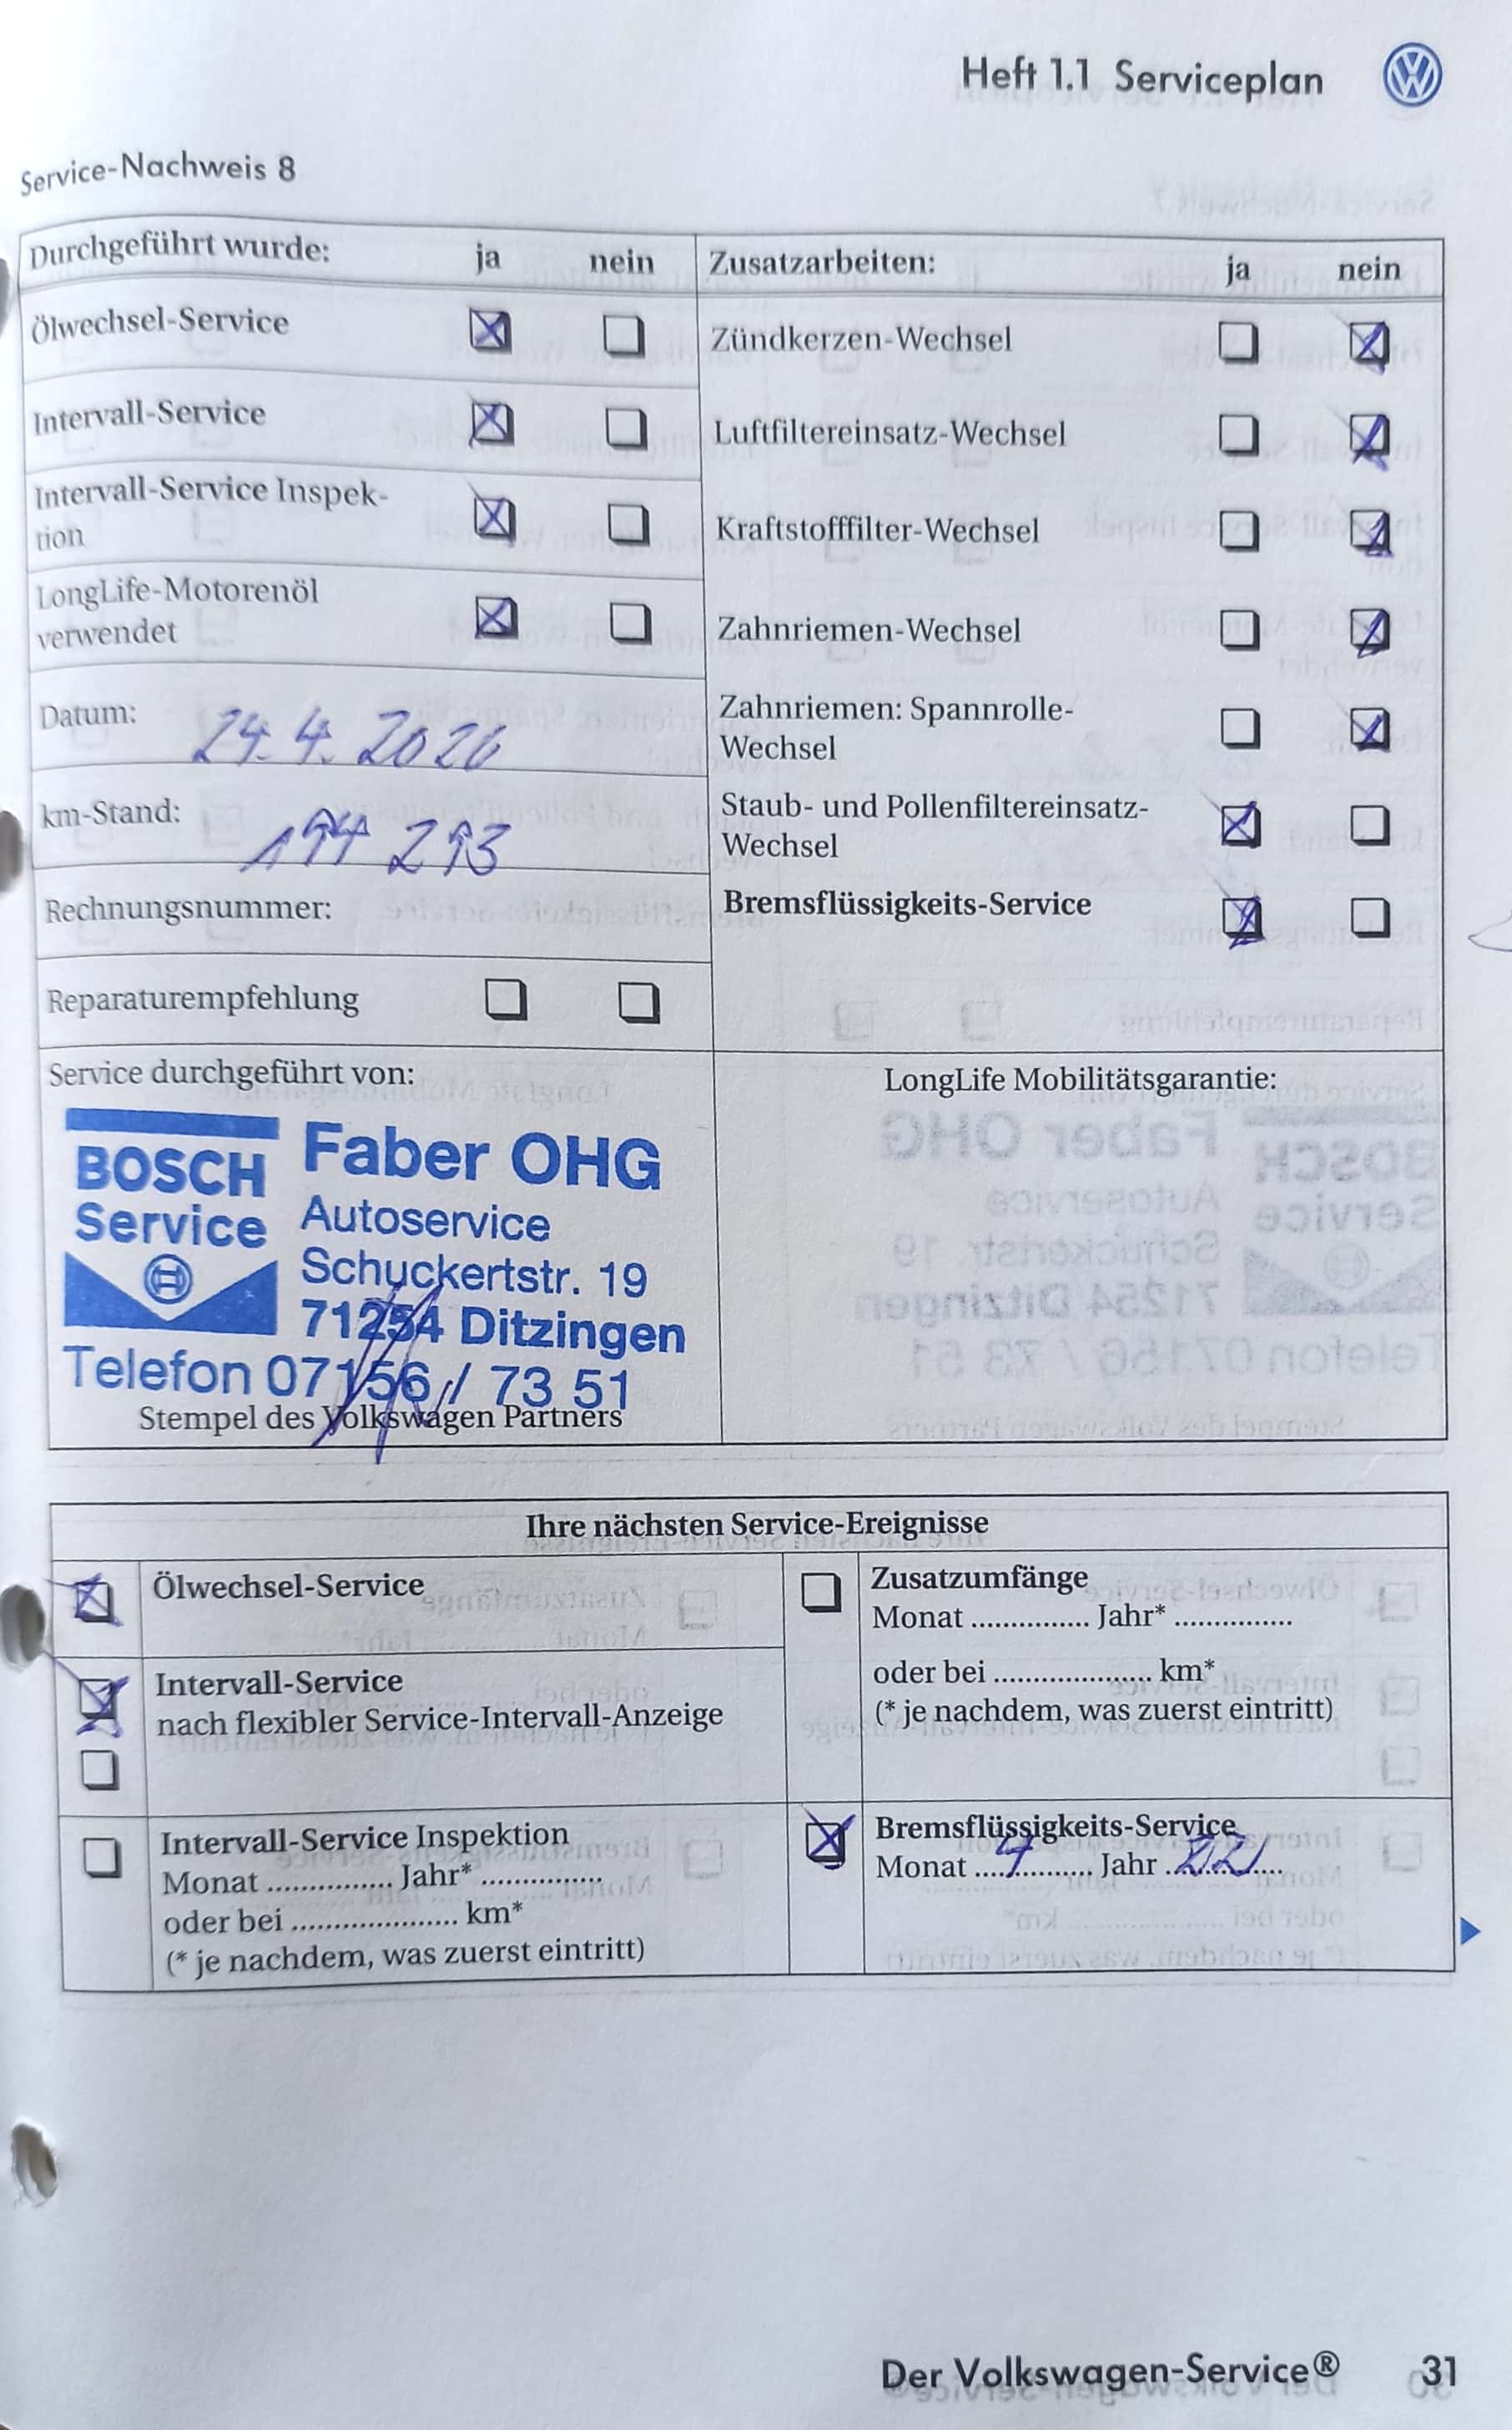 Heft 1.1 Serviceplan
Service-Nachweis 8
Durchgeführt wurde: ja nein
Ölwechsel-Service
Intervall-Service
Intervall-Service Inspek-
tion
LongLife-Motorenöl
verwendet
Datum: 24.4.2020
km-Stand: 194 293
Rechnungsnummer:
Reparaturempfehlung
Zusatzarbeiten: ja nein
Zündkerzen-Wechsel
Luftfiltereinsatz-Wechsel
Kraftstofffilter-Wechsel
Zahnriemen-Wechsel
Zahnriemen: Spannrolle-
Wechsel
Staub- und Pollenfiltereinsatz-
Wechsel
Bremsflüssigkeits-Service
Service durchgeführt von:
BOSCH
Service
Faber OHG
Autoservice
Schuckertstr. 19
71254 Ditzingen
Telefon 07156 / 73 51
Stempel des Volkswagen Partners
LongLife Mobilitätsgarantie:
Ihre nächsten Service-Ereignisse
Ölwechsel-Service
Intervall-Service
nach flexibler Service-Intervall-Anzeige
Intervall-Service Inspektion
Monat ............... Jahr* ...............
oder bei .................... km*
(* je nachdem, was zuerst eintritt)
Zusatzumfänge
Monat ............... Jahr* ...............
oder bei .................... km*
(* je nachdem, was zuerst eintritt)
Bremsflüssigkeits-Service
Monat 4 Jahr 22
Der Volkswagen-Service® 31